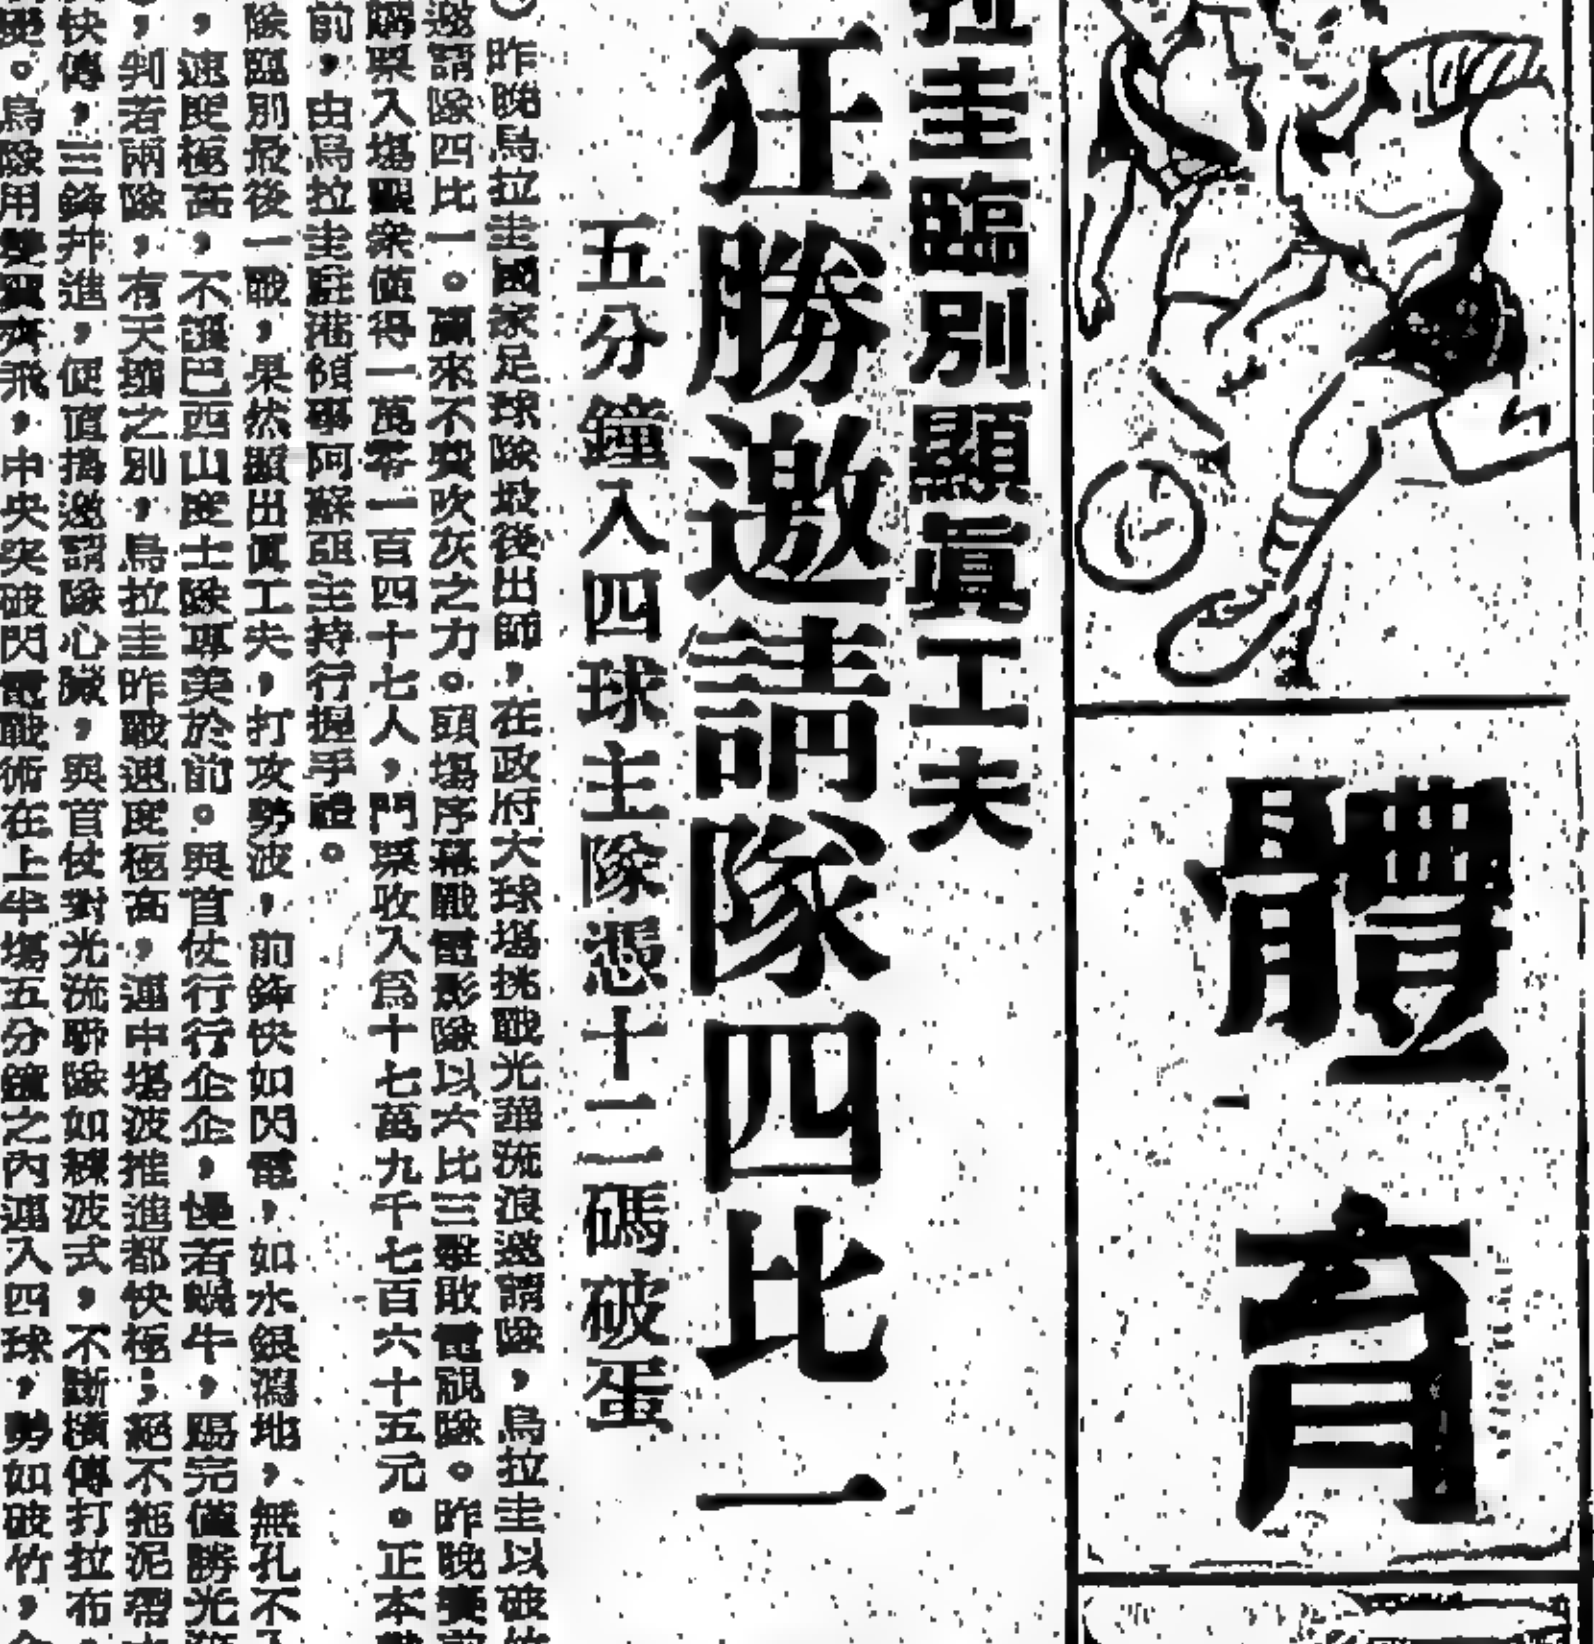 體育
拉圭臨別顯眞工夫
狂勝邀請隊四比一
五分鐘入四球主隊憑十二碼破蛋
昨晚烏拉圭國家足球隊最後出師，在政府大球塲挑戰光華流浪邀請隊，烏拉圭以破竹
邀請隊四比一。贏來不費吹灰之力。頭塲序幕戰電影隊以六比三擊敗電視隊。昨晚賽前
購票入塲觀衆値得一萬零一百四十七人，門票收入爲十七萬九千七百六十五元。正本
前，由烏拉圭駐港領事阿蘇亞主持行握手禮。
隊臨別最後一戰，果然顯出眞工夫，打攻勢波，前鋒快如閃電，如水銀瀉地，無孔不
，速度極高，不讓巴西山度士隊專美於前。與首仗行行企企，慢若蝸牛，賜完僅勝光
，判若兩隊，有天壤之別，烏拉圭昨戰速度極高，連中塲波推進都快極；絕不拖泥帶
快傳，三鋒幷進，便直搗邀請隊心臟，與首仗對光流聯隊如練波式，不斷橫傳打拉布
。烏隊用雙翼齊飛，中央突破閃電戰術在上半塲五分鐘之內連入四球，勢如破竹，